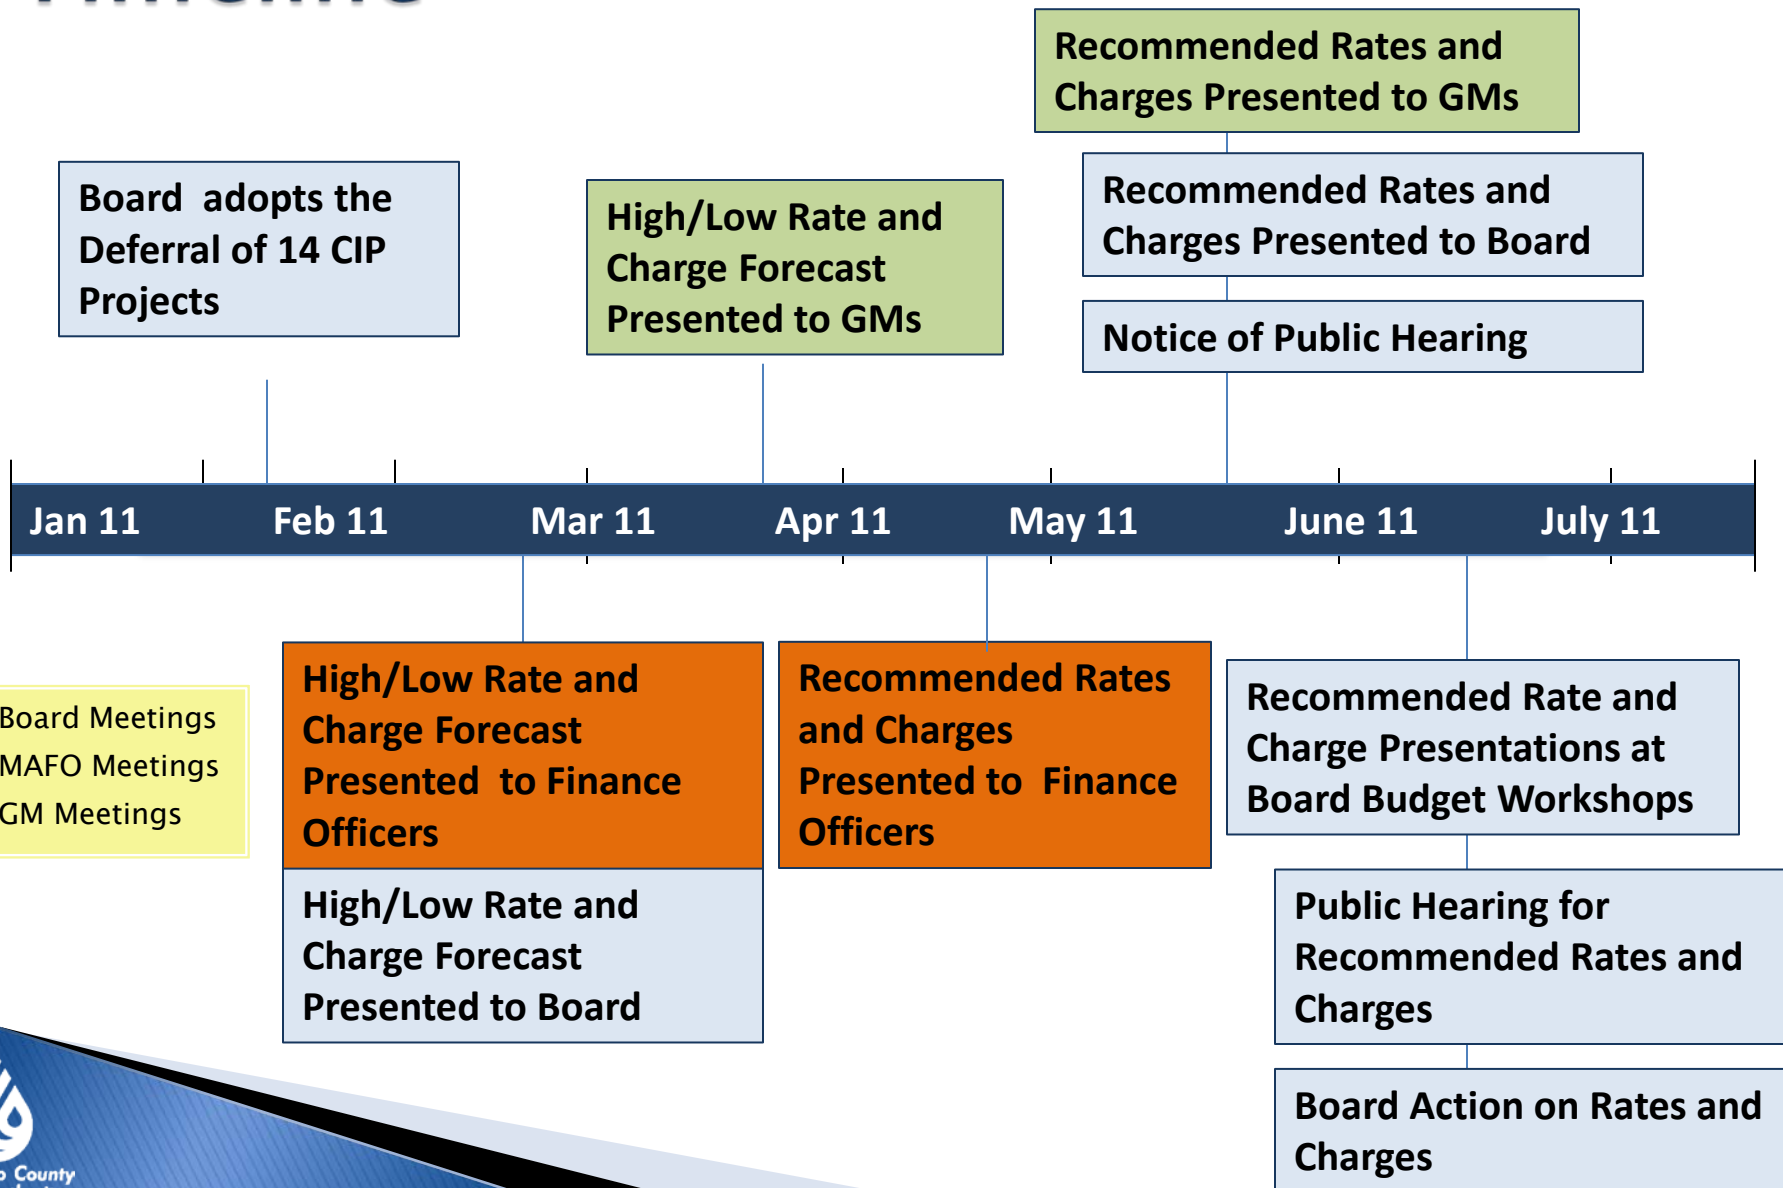 Timeline
Recommended Rates and
Charges Presented to GMs
Board adopts the
Deferral of 14 CIP
Projects
High/Low Rate and
Charge Forecast
Presented to GMs
Recommended Rates and
Charges Presented to Board
Notice of Public Hearing
Jan 11 Feb 11 Mar 11 Apr 11 May 11 June 11 July 11
Board Meetings
MAFO Meetings
GM Meetings
High/Low Rate and
Charge Forecast
Presented to Finance
Officers
High/Low Rate and
Charge Forecast
Presented to Board
Recommended Rates
and Charges
Presented to Finance
Officers
Recommended Rate and
Charge Presentations at
Board Budget Workshops
Public Hearing for
Recommended Rates and
Charges
Board Action on Rates and
Charges
County